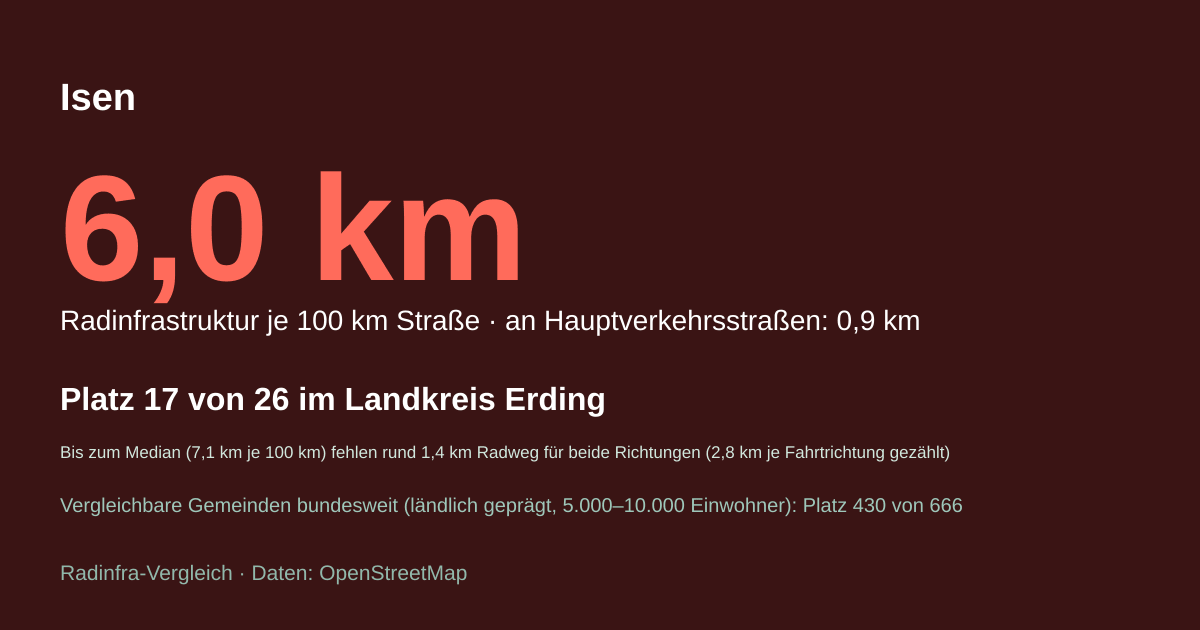 Isen
6,0 km
Radinfrastruktur je 100 km Straße · an Hauptverkehrsstraßen: 0,9 km
Platz 17 von 26 im Landkreis Erding
Bis zum Median (7,1 km je 100 km) fehlen rund 1,4 km Radweg für beide Richtungen (2,8 km je Fahrtrichtung gezählt)
Vergleichbare Gemeinden bundesweit (ländlich geprägt, 5.000–10.000 Einwohner): Platz 430 von 666
Radinfra-Vergleich · Daten: OpenStreetMap